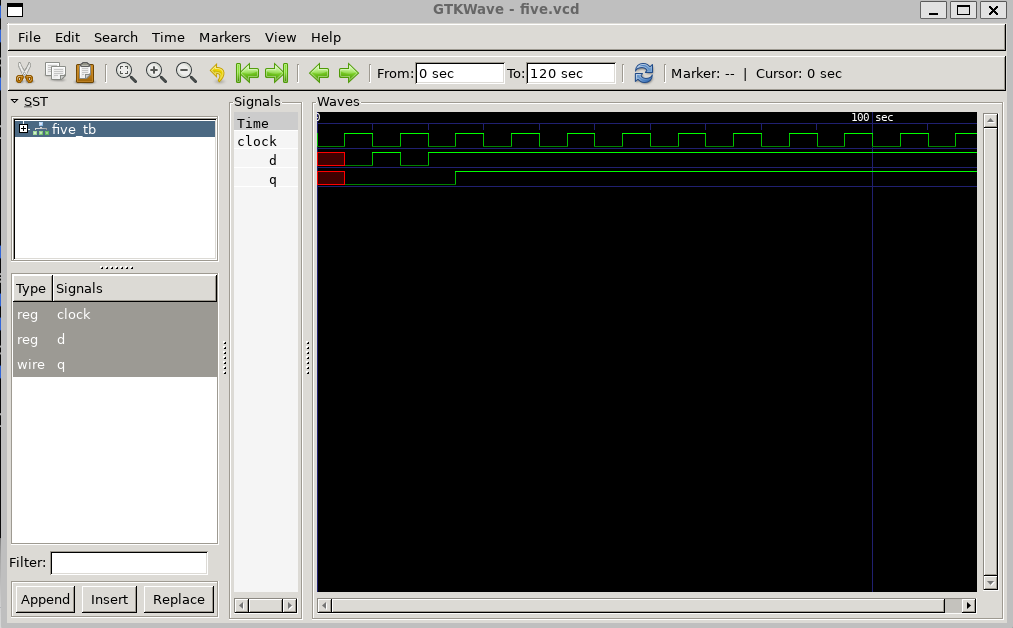 GTKWave - five.vcd
File Edit Search Time Markers View Help
From: 0 sec To: 120 sec Marker: -- | Cursor: 0 sec
SST
five_tb
Type Signals
reg clock
reg d
wire q
Filter:
Append Insert Replace
Signals
Time
clock
d
q
Waves
0 100 sec